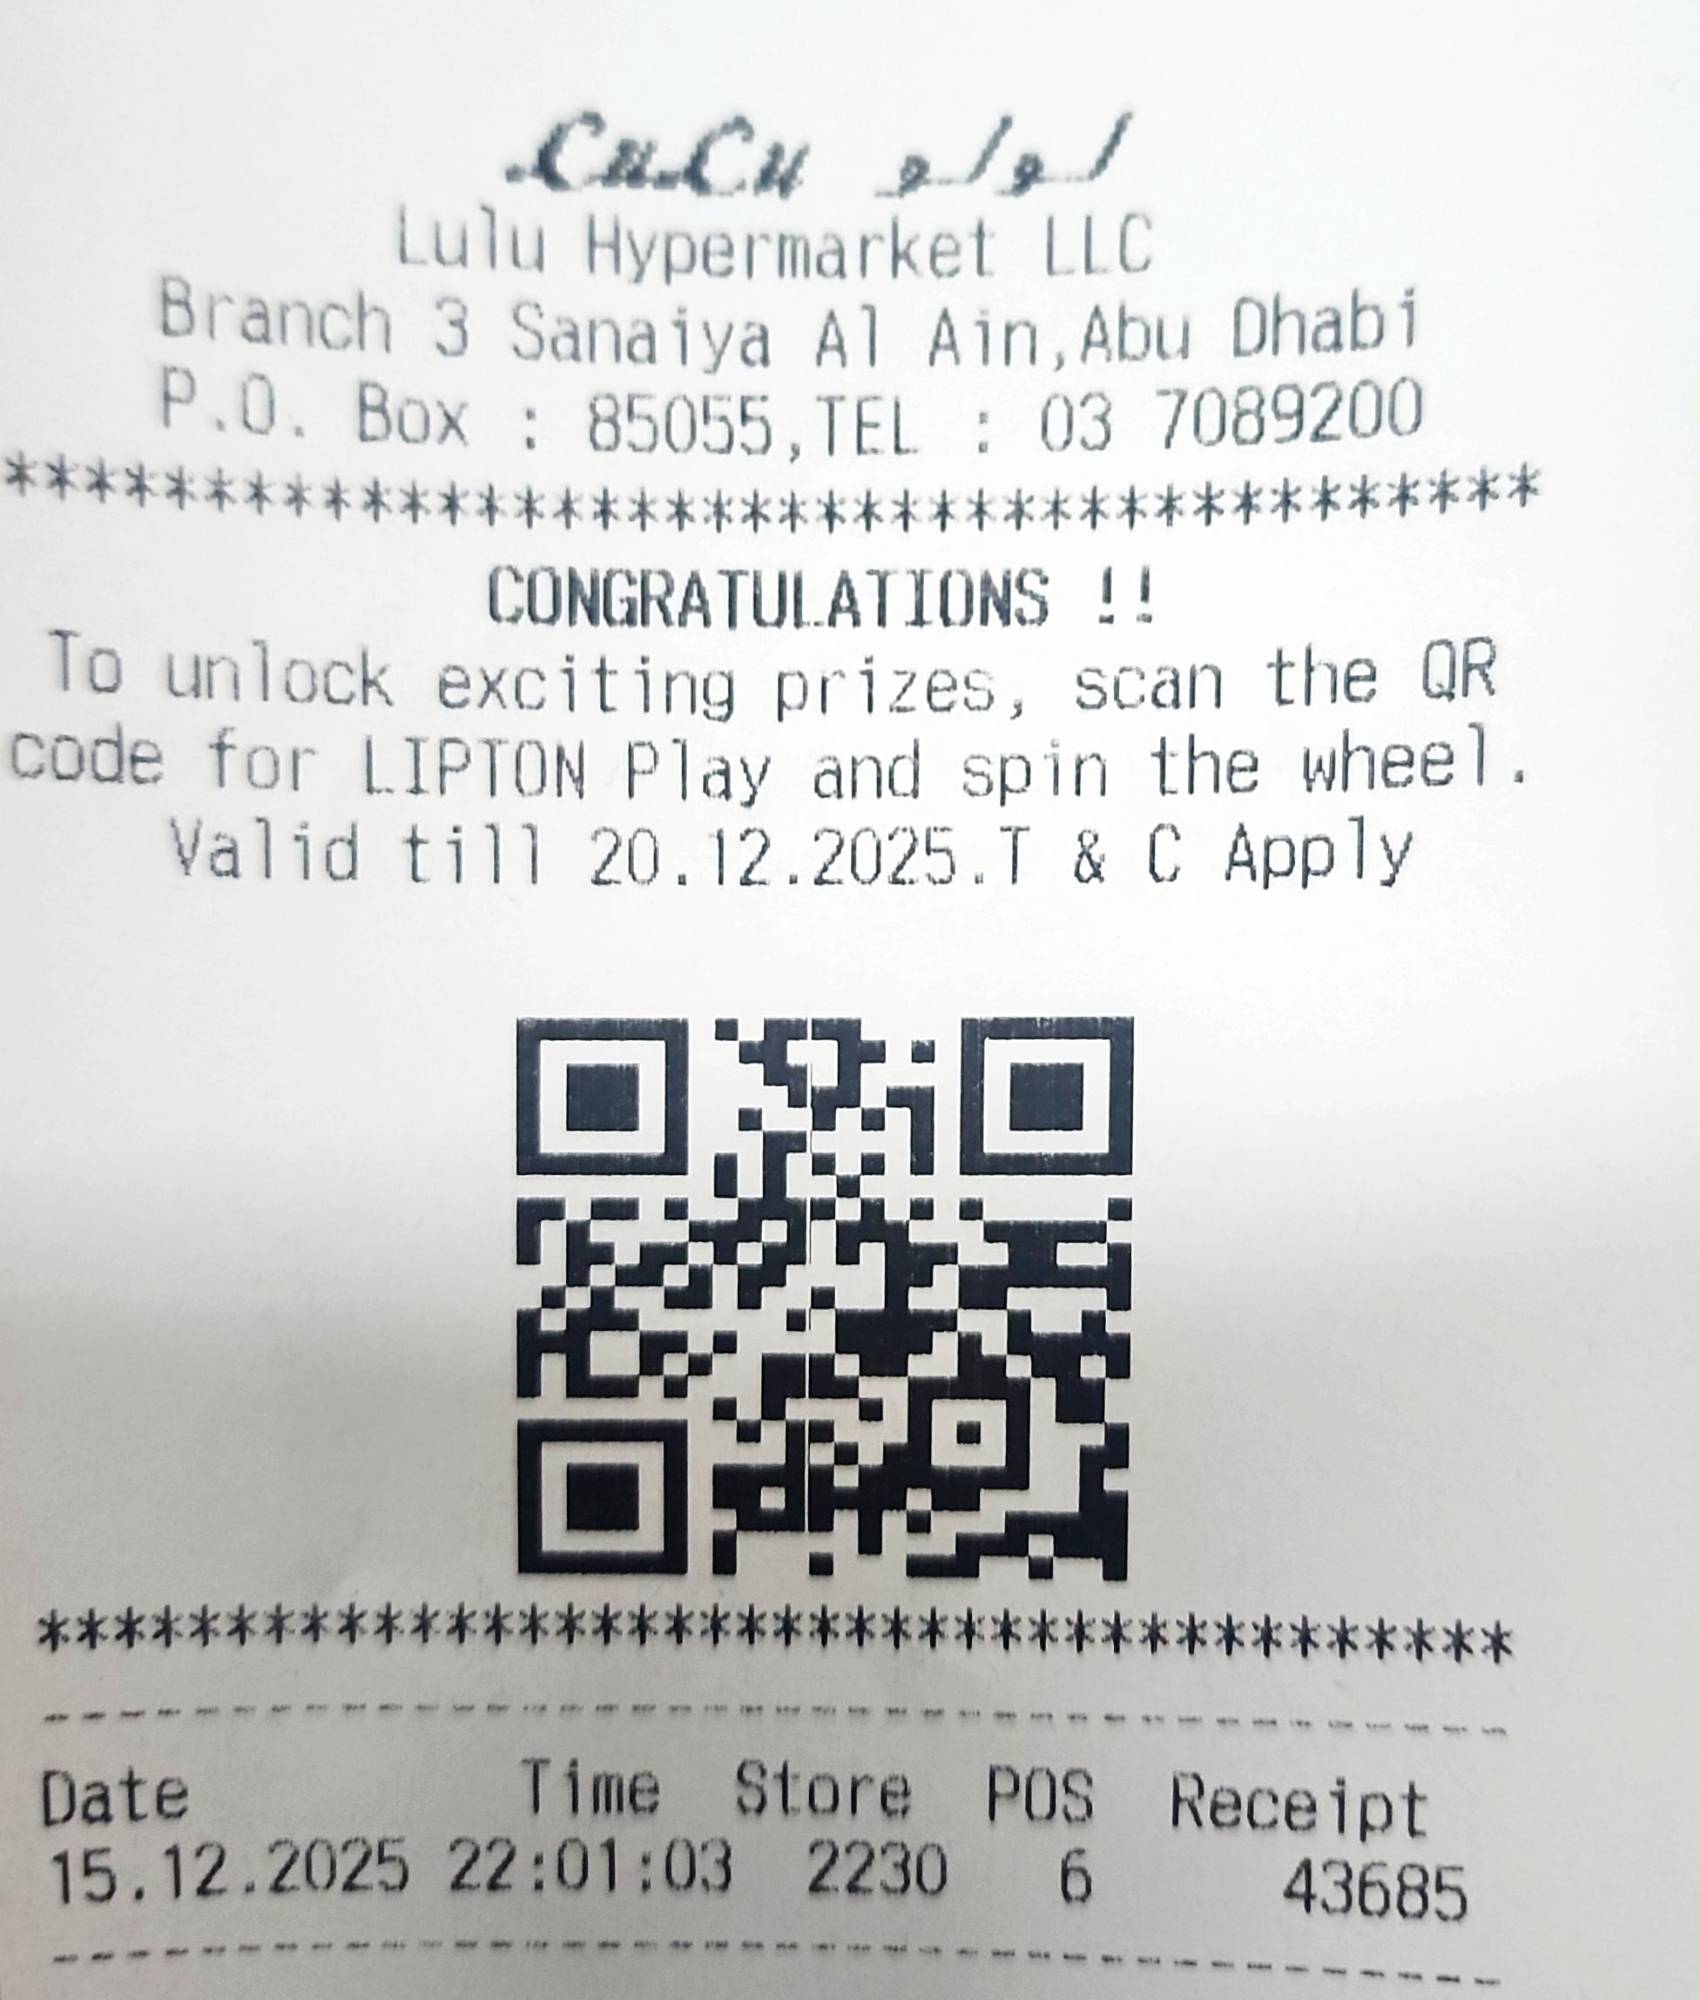 LuLu لولو
Lulu Hypermarket LLC
Branch 3 Sanaiya Al Ain,Abu Dhabi
P.O. Box : 85055,TEL : 03 7089200
*****************************************
CONGRATULATIONS !!
To unlock exciting prizes, scan the QR
code for LIPTON Play and spin the wheel.
Valid till 20.12.2025.T & C Apply
*****************************************
----------------------------------------
Date Time Store POS Receipt
15.12.2025 22:01:03 2230 6 43685
----------------------------------------